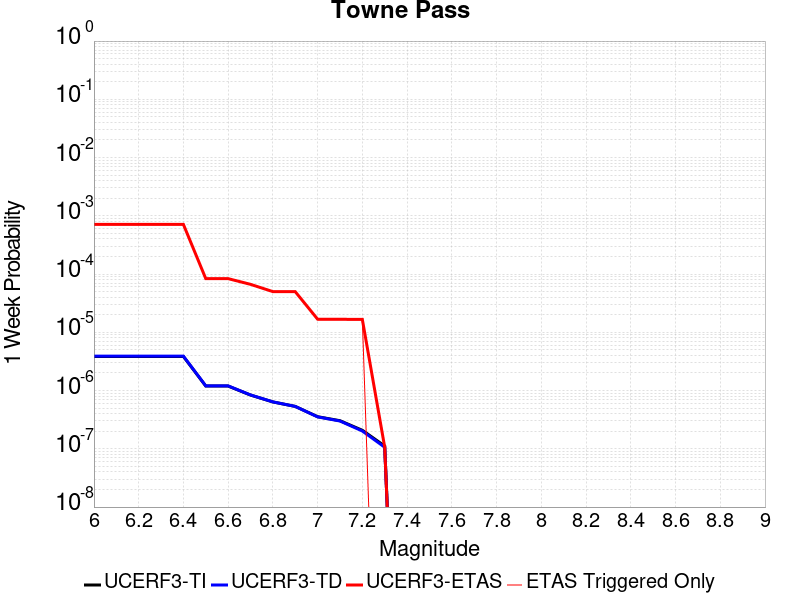 Towne Pass
1 Week Probability
10^0
10^-1
10^-2
10^-3
10^-4
10^-5
10^-6
10^-7
10^-8
6 6.2 6.4 6.6 6.8 7 7.2 7.4 7.6 7.8 8 8.2 8.4 8.6 8.8 9
Magnitude
UCERF3-TI UCERF3-TD UCERF3-ETAS ETAS Triggered Only